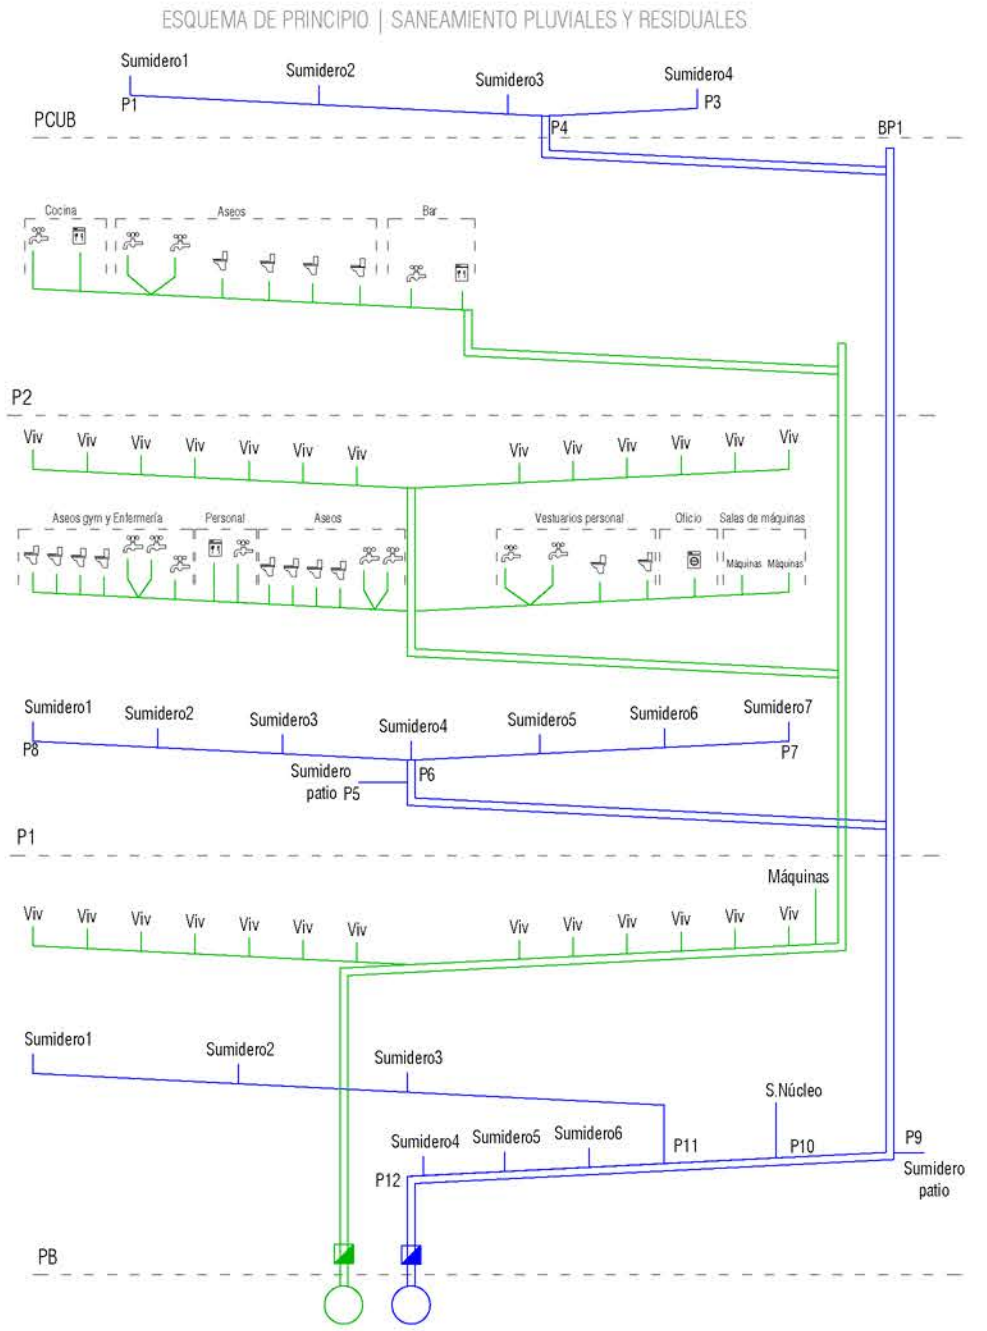 ESQUEMA DE PRINCIPIO | SANEAMIENTO PLUVIALES Y RESIDUALES
Sumidero1
Sumidero2
Sumidero3
Sumidero4
P1
P3
PCUB
P4
BP1
Cocina
Aseos
Bar
P2
Viv Viv Viv Viv Viv Viv Viv Viv Viv Viv Viv Viv Viv
Aseos gym y Enfermería
Personal
Aseos
Vestuarios personal
Oficio
Salas de máquinas
Máquinas Máquinas
Sumidero1
Sumidero2
Sumidero3
Sumidero4
Sumidero5
Sumidero6
Sumidero7
P8
P7
P6
Sumidero
patio P5
P1
Máquinas
Viv Viv Viv Viv Viv Viv Viv Viv Viv Viv Viv Viv Viv
Sumidero1
Sumidero2
Sumidero3
S.Núcleo
Sumidero4
Sumidero5
Sumidero6
P11
P10
P9
P12
Sumidero
patio
PB